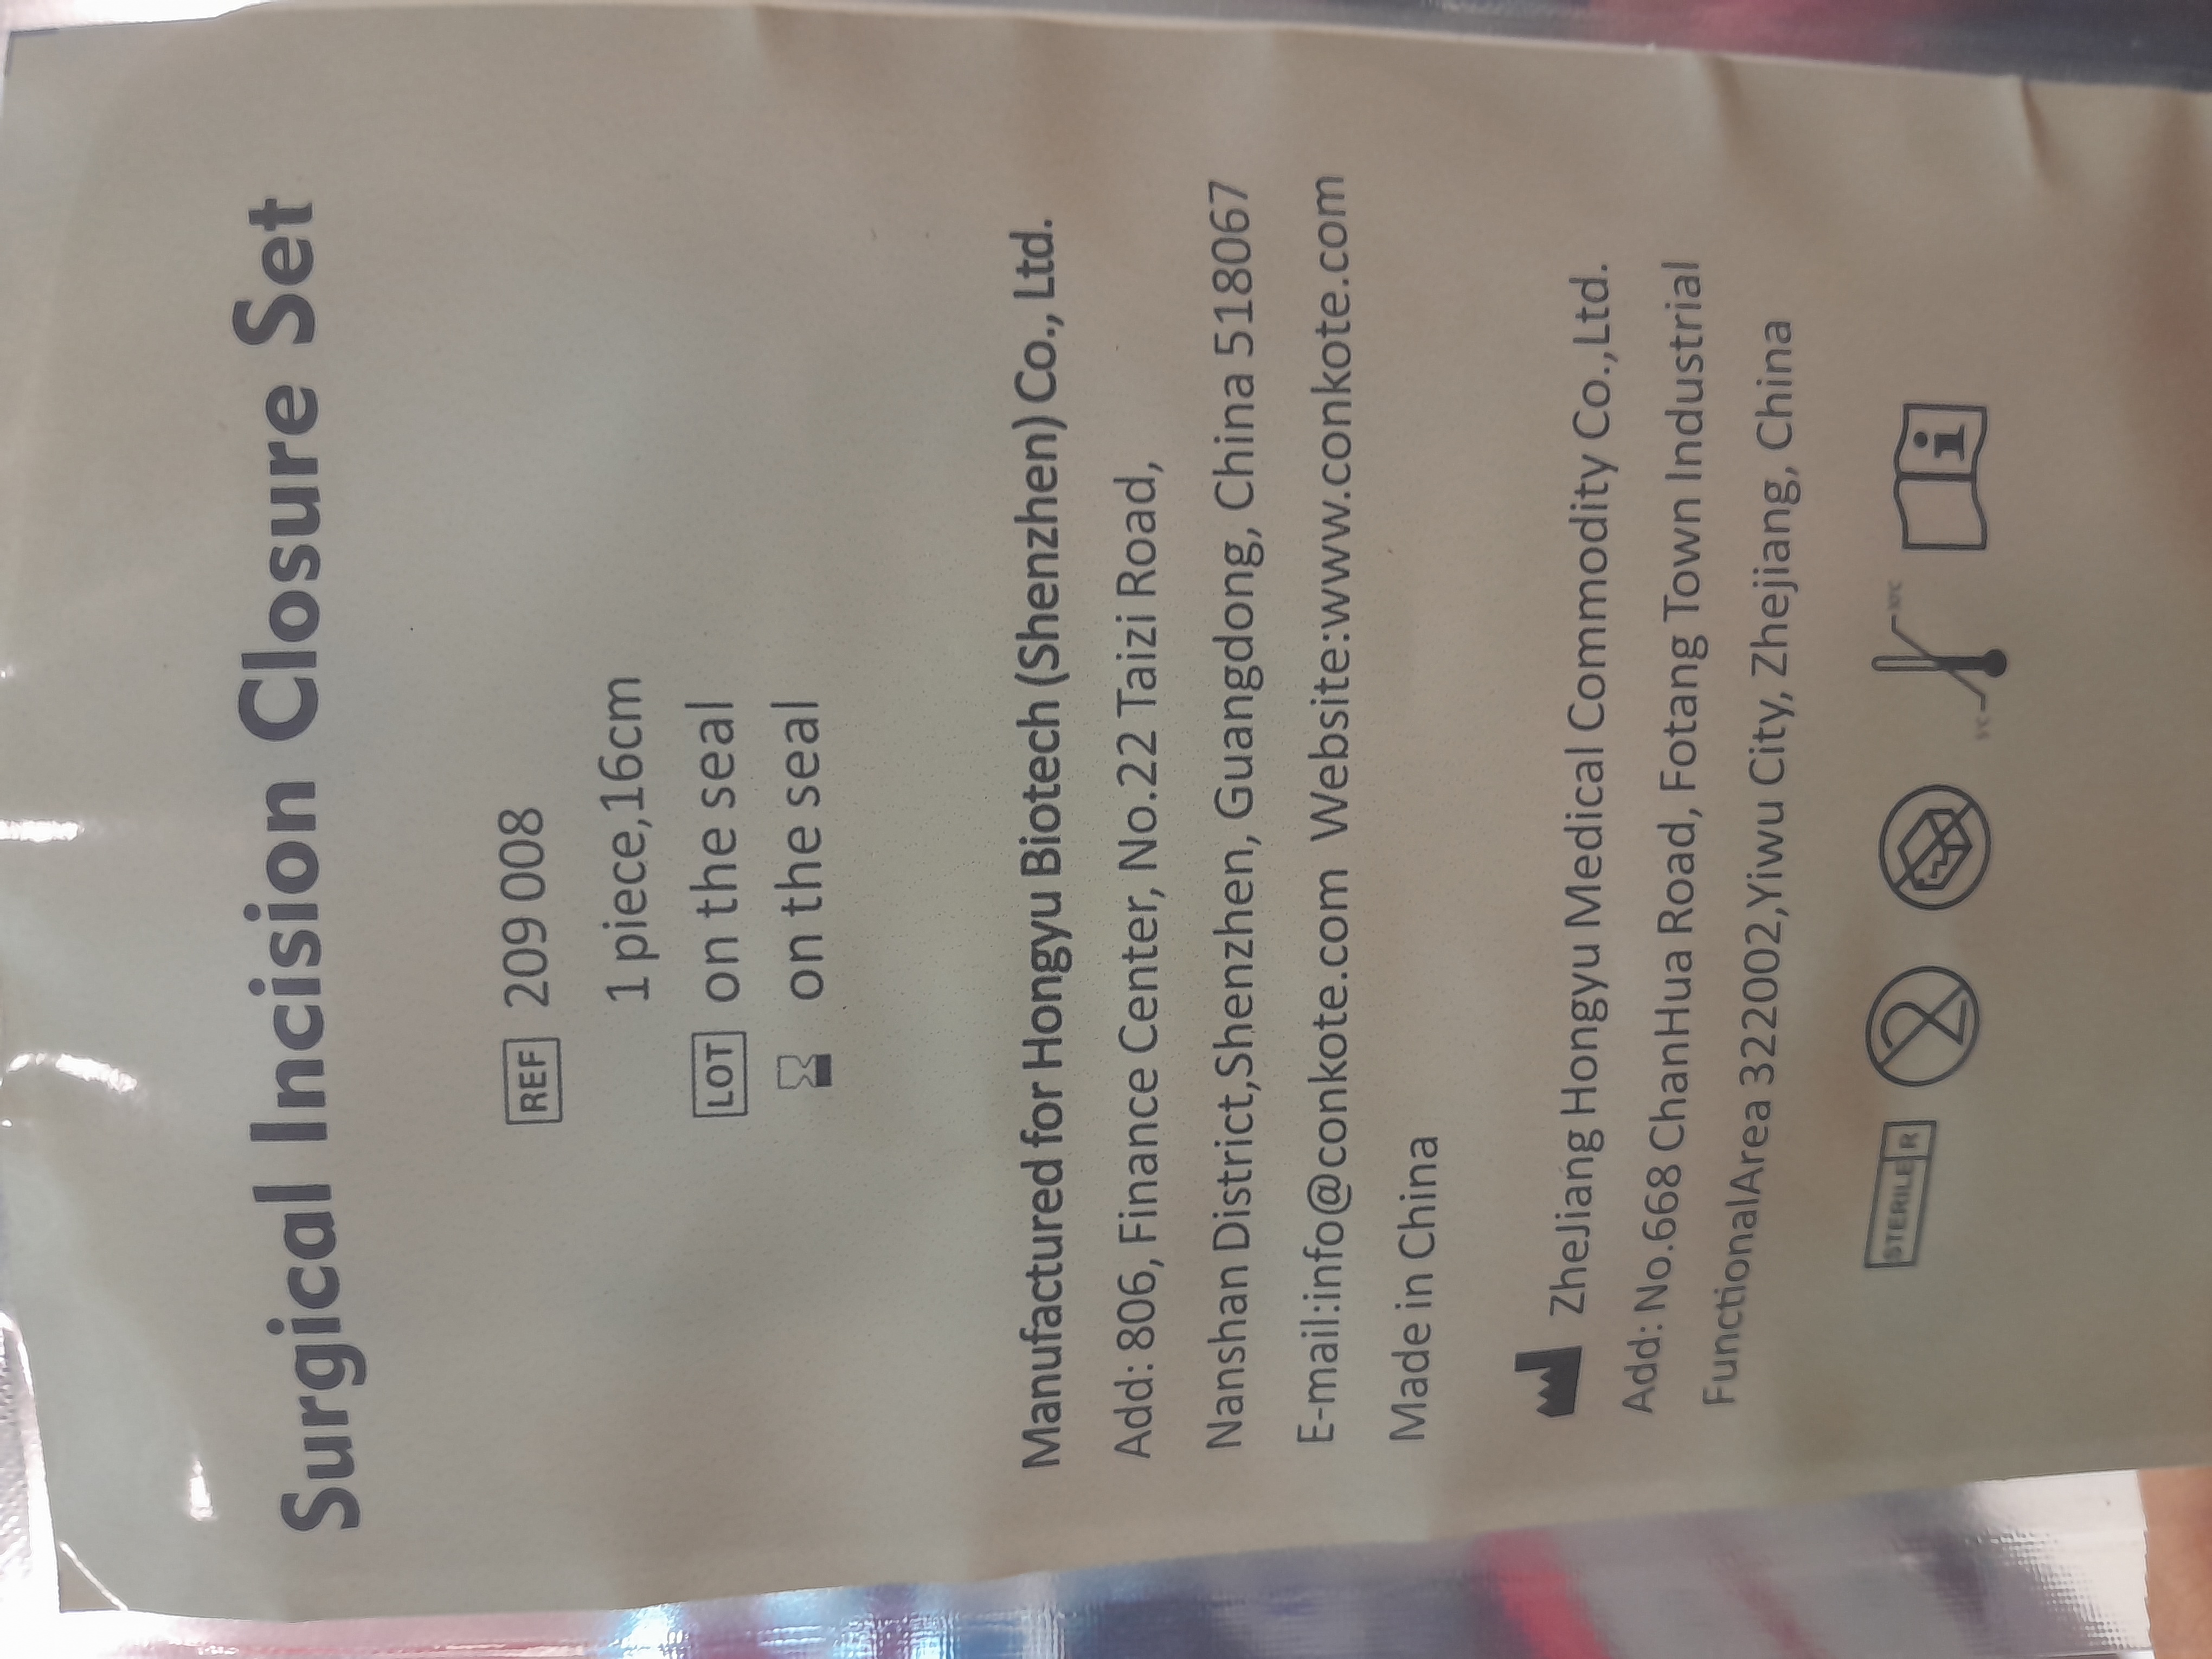 Surgical Incision Closure Set
REF 209 008
1 piece,16cm
LOT on the seal
on the seal
Manufactured for Hongyu Biotech (Shenzhen) Co., Ltd.
Add: 806, Finance Center, No.22 Taizi Road,
Nanshan District,Shenzhen, Guangdong, China 518067
E-mail:info@conkote.com Website:www.conkote.com
Made in China
ZheJiang Hongyu Medical Commodity Co.,Ltd.
Add: No.668 ChanHua Road, Fotang Town Industrial
FunctionalArea 322002,Yiwu City, Zhejiang, China
STERILE R
2
i